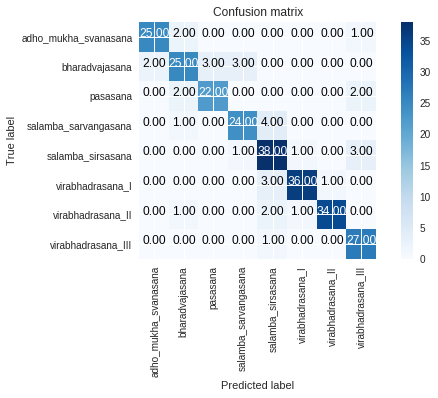 Confusion matrix
True label
adho_mukha_svanasana 25.00 2.00 0.00 0.00 0.00 0.00 0.00 1.00
bharadvajasana 2.00 25.00 3.00 3.00 0.00 0.00 0.00 0.00
pasasana 0.00 2.00 22.00 0.00 0.00 0.00 0.00 2.00
salamba_sarvangasana 0.00 1.00 0.00 24.00 4.00 0.00 0.00 0.00
salamba_sirsasana 0.00 0.00 0.00 1.00 38.00 1.00 0.00 3.00
virabhadrasana_I 0.00 0.00 0.00 0.00 3.00 36.00 1.00 0.00
virabhadrasana_II 0.00 1.00 0.00 0.00 2.00 1.00 34.00 0.00
virabhadrasana_III 0.00 0.00 0.00 0.00 1.00 0.00 0.00 27.00
adho_mukha_svanasana
bharadvajasana
pasasana
salamba_sarvangasana
salamba_sirsasana
virabhadrasana_I
virabhadrasana_II
virabhadrasana_III
Predicted label
35
30
25
20
15
10
5
0